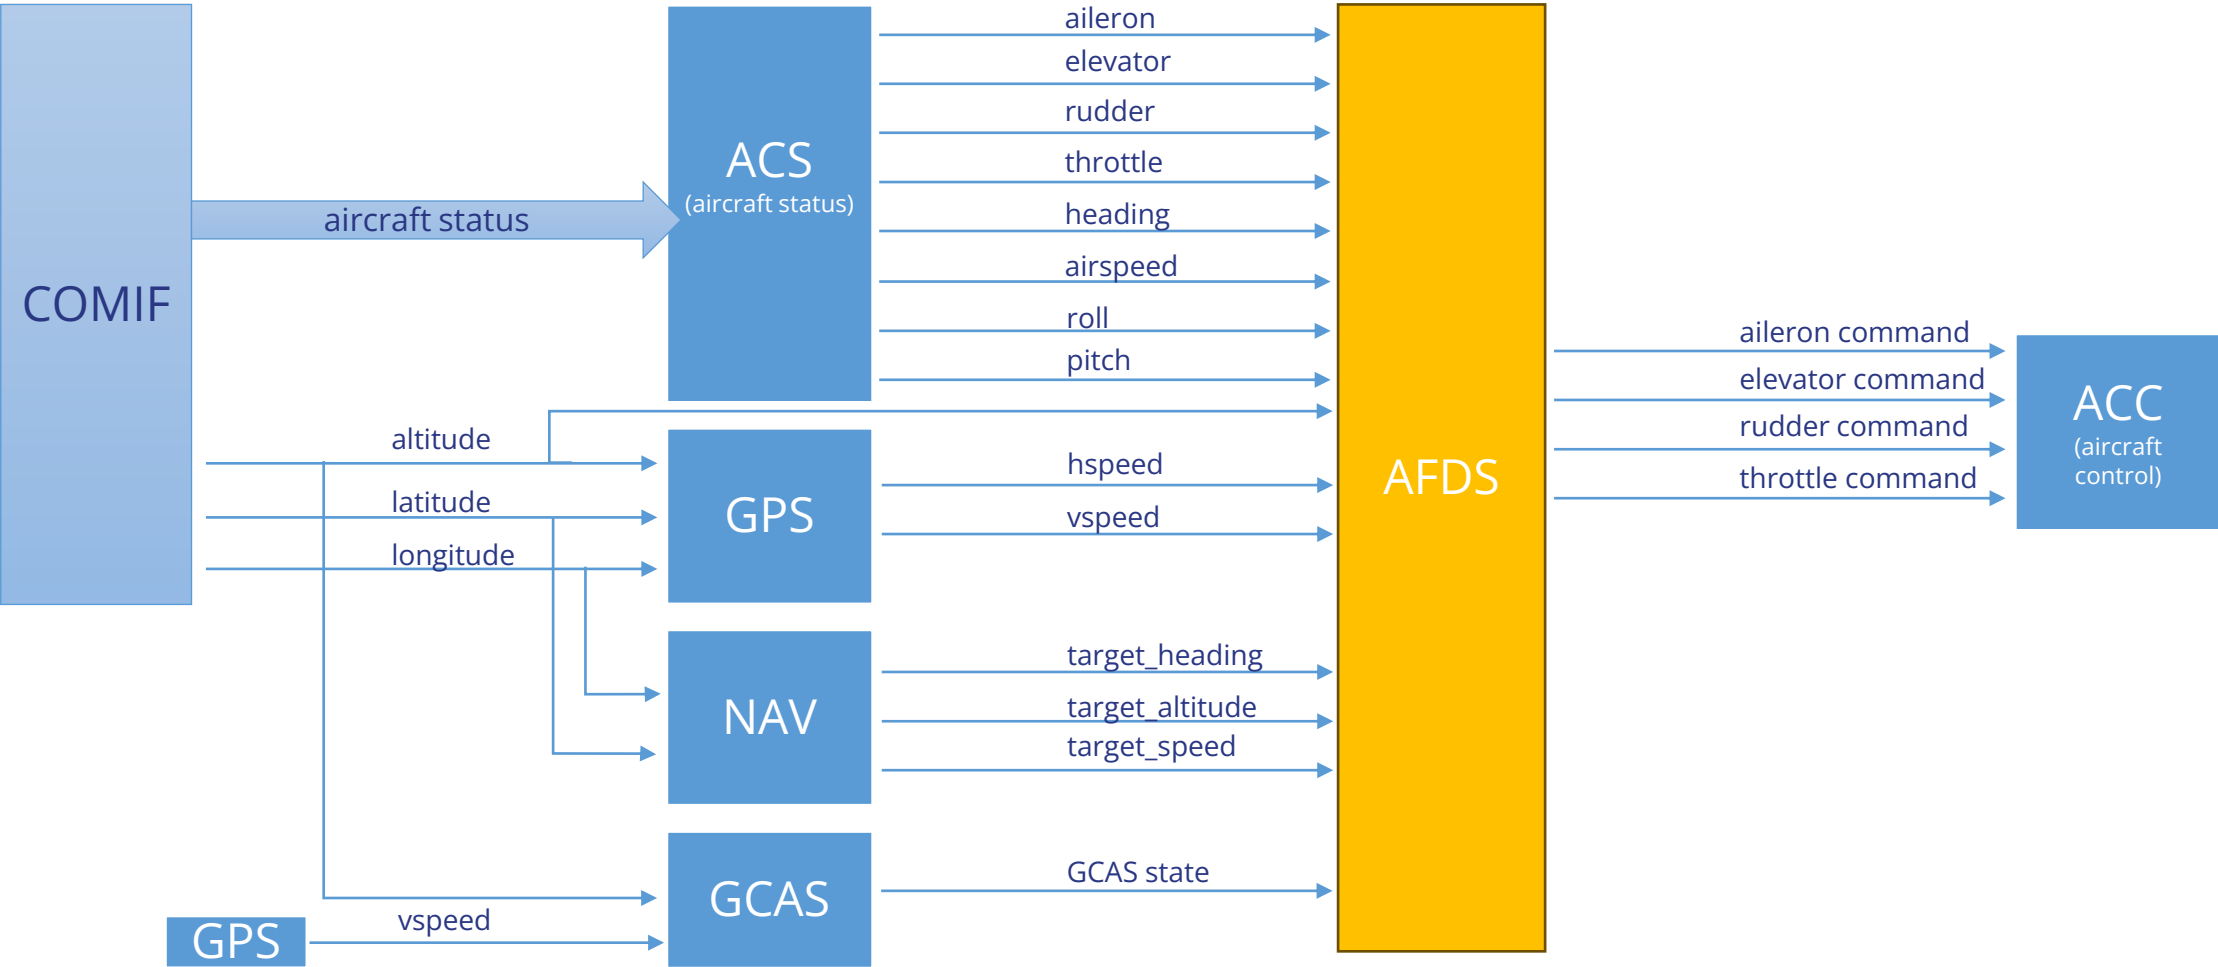 COMIF
aircraft status
ACS
(aircraft status)
aileron
elevator
rudder
throttle
heading
airspeed
roll
pitch
altitude
latitude
longitude
GPS
hspeed
vspeed
NAV
target_heading
target_altitude
target_speed
GPS
vspeed
GCAS
GCAS state
AFDS
aileron command
elevator command
rudder command
throttle command
ACC
(aircraft
control)